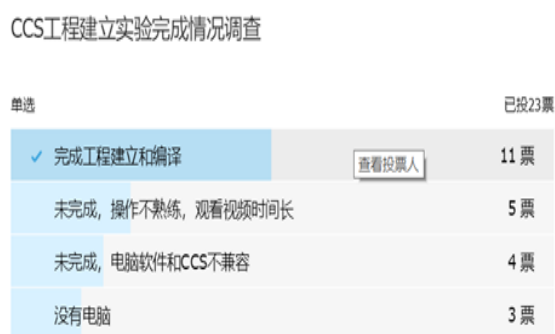 CCS工程建立实验完成情况调查
单选 已投23票
完成工程建立和编译 查看投票人 11 票
未完成，操作不熟练，观看视频时间长 5 票
未完成，电脑软件和CCS不兼容 4 票
没有电脑 3 票